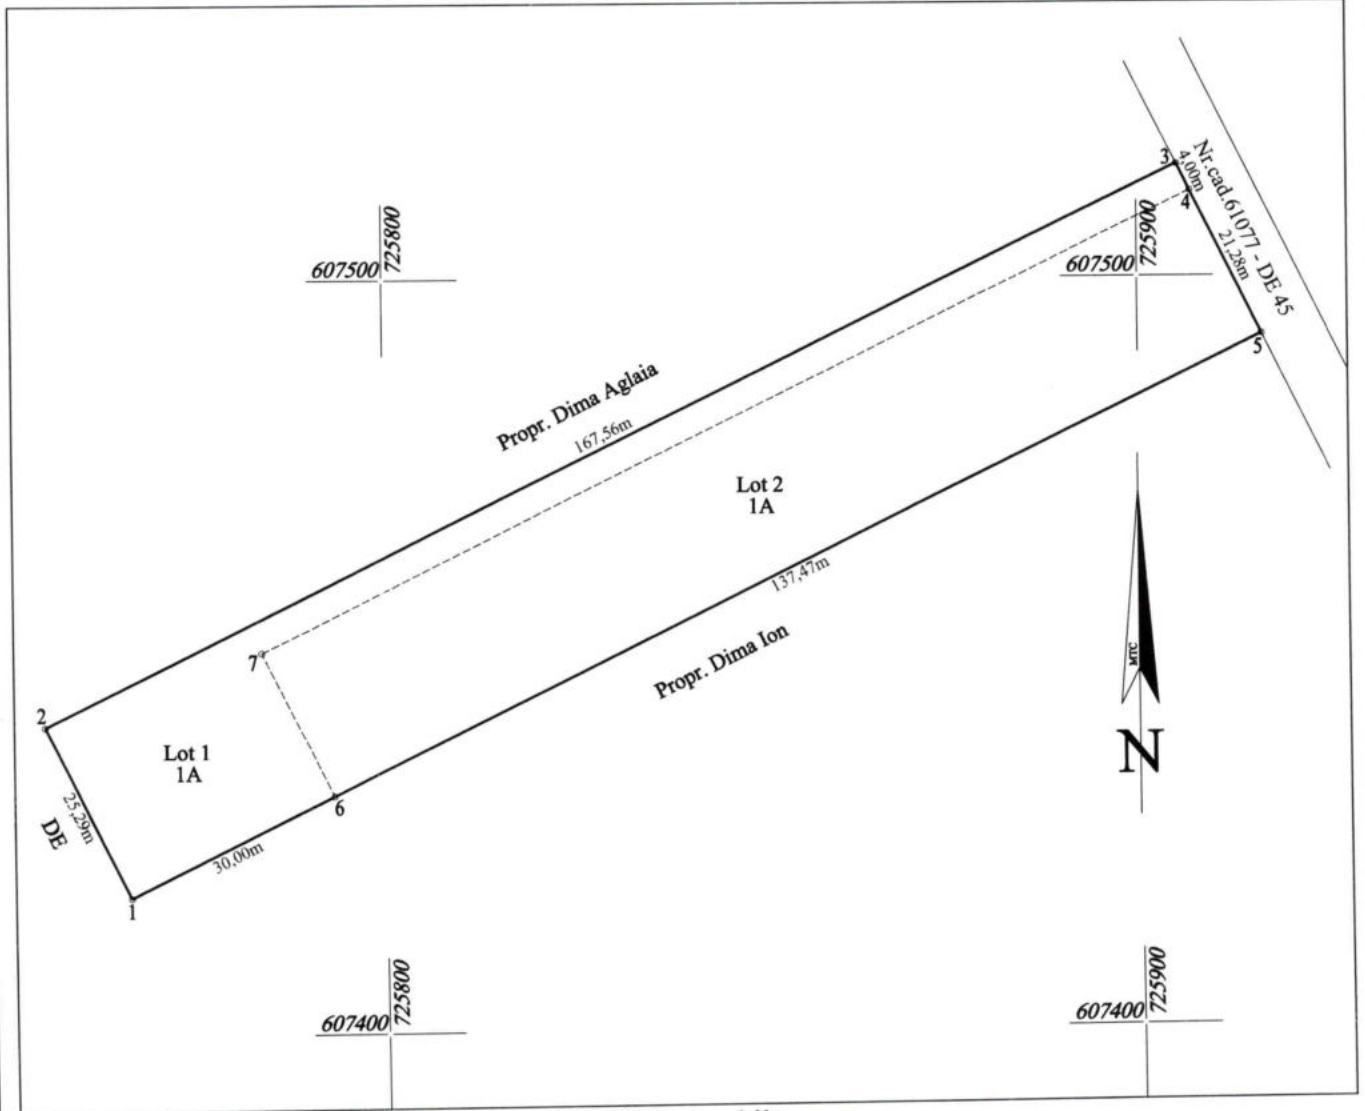 3
4,00m
4
Nr.cad.61077 - DE 45
21,28m
5
607500
725800
607500
725900
Propr. Dima Aglaia
167,56m
Lot 2
1A
137,47m
Propr. Dima Ion
7
2
Lot 1
1A
25,29m
DE
6
30,00m
1
MTC
N
607400
725800
607400
725900